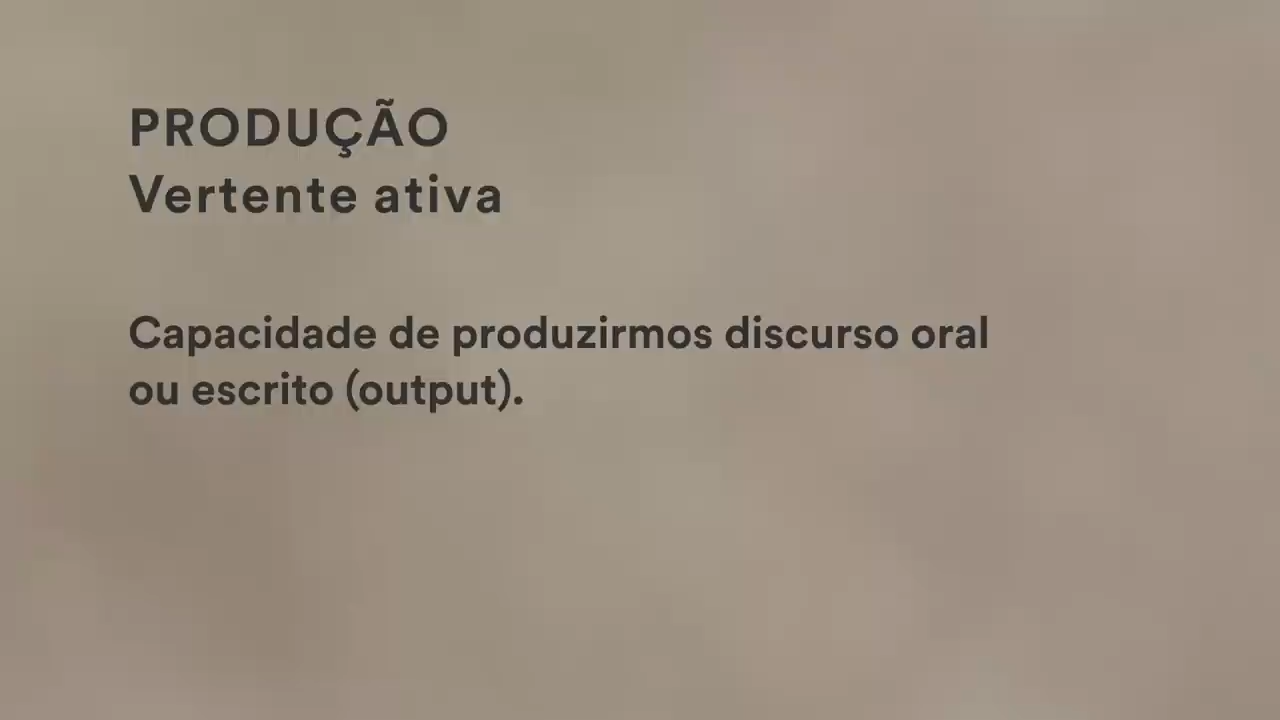 PRODUÇÃO
Vertente ativa
Capacidade de produzirmos discurso oral
ou escrito (output).